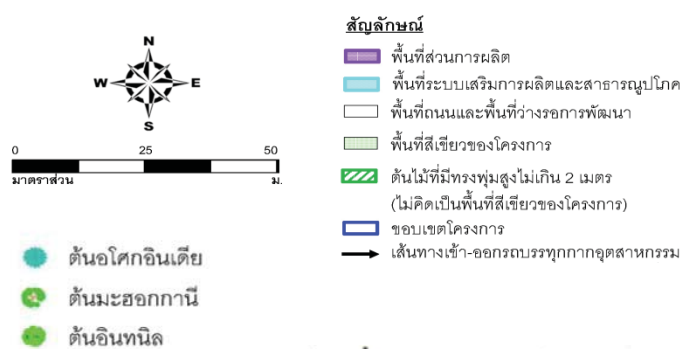 N
W E
S
0 25 50
มาตราส่วน ม.
ต้นอโศกอินเดีย
ต้นมะฮอกกานี
ต้นอินทนิล
สัญลักษณ์
พื้นที่ส่วนการผลิต
พื้นที่ระบบเสริมการผลิตและสาธารณูปโภค
พื้นที่ถนนและพื้นที่ว่างรอการพัฒนา
พื้นที่สีเขียวของโครงการ
ต้นไม้ที่มีทรงพุ่มสูงไม่เกิน 2 เมตร
(ไม่คิดเป็นพื้นที่สีเขียวของโครงการ)
ขอบเขตโครงการ
เส้นทางเข้า-ออกรถบรรทุกกากอุตสาหกรรม